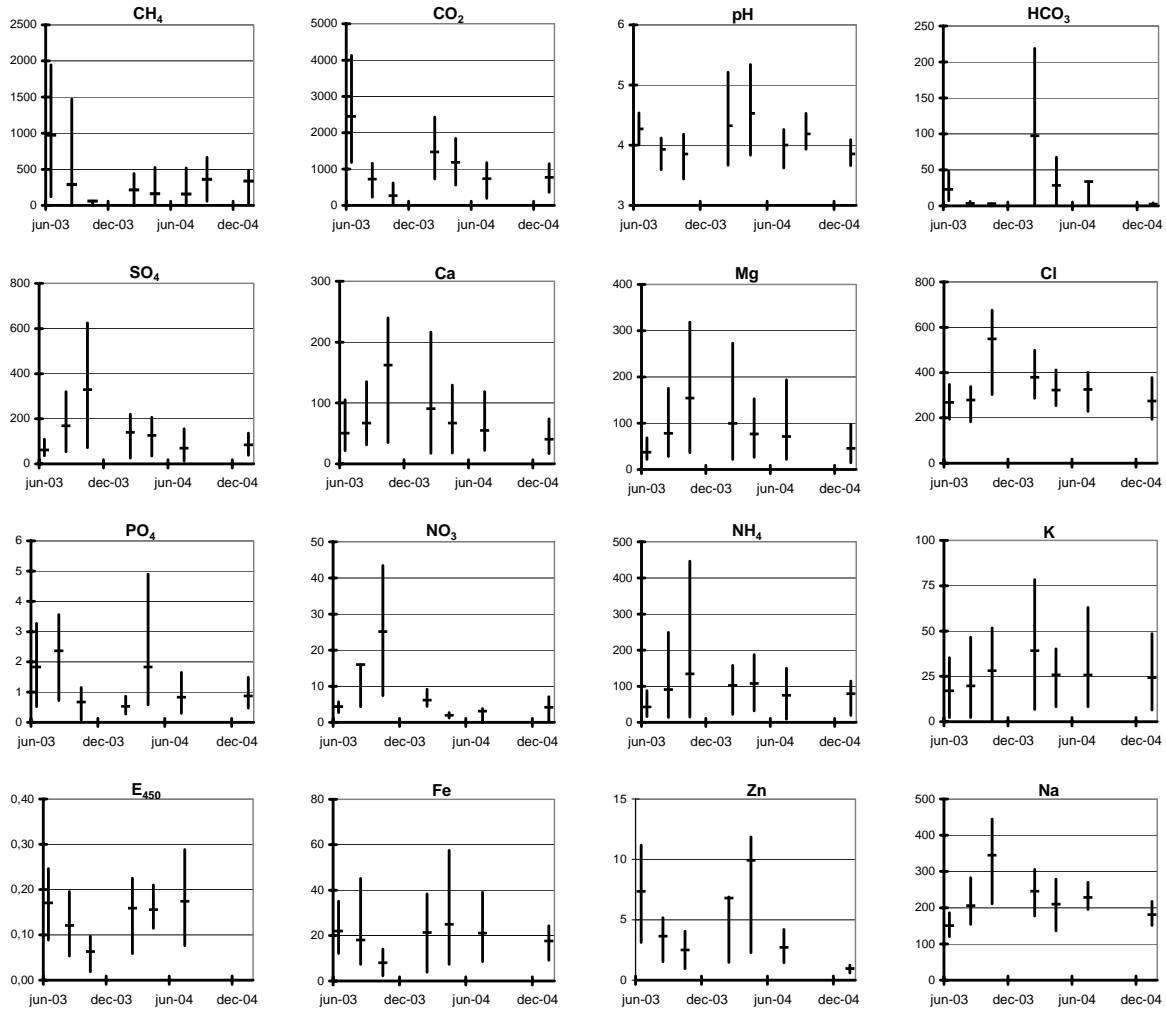 CH₄
2500
2000
1500
1000
500
0
jun-03 dec-03 jun-04 dec-04
CO₂
5000
4000
3000
2000
1000
0
jun-03 dec-03 jun-04 dec-04
pH
6
5
4
3
jun-03 dec-03 jun-04 dec-04
HCO₃
250
200
150
100
50
0
jun-03 dec-03 jun-04 dec-04
SO₄
800
600
400
200
0
jun-03 dec-03 jun-04 dec-04
Ca
300
200
100
0
jun-03 dec-03 jun-04 dec-04
Mg
400
300
200
100
0
jun-03 dec-03 jun-04 dec-04
Cl
800
600
400
200
0
jun-03 dec-03 jun-04 dec-04
PO₄
6
5
4
3
2
1
0
jun-03 dec-03 jun-04 dec-04
NO₃
50
40
30
20
10
0
jun-03 dec-03 jun-04 dec-04
NH₄
500
400
300
200
100
0
jun-03 dec-03 jun-04 dec-04
K
100
75
50
25
0
jun-03 dec-03 jun-04 dec-04
E₄₅₀
0,40
0,30
0,20
0,10
0,00
jun-03 dec-03 jun-04 dec-04
Fe
80
60
40
20
0
jun-03 dec-03 jun-04 dec-04
Zn
15
10
5
0
jun-03 dec-03 jun-04 dec-04
Na
500
400
300
200
100
0
jun-03 dec-03 jun-04 dec-04